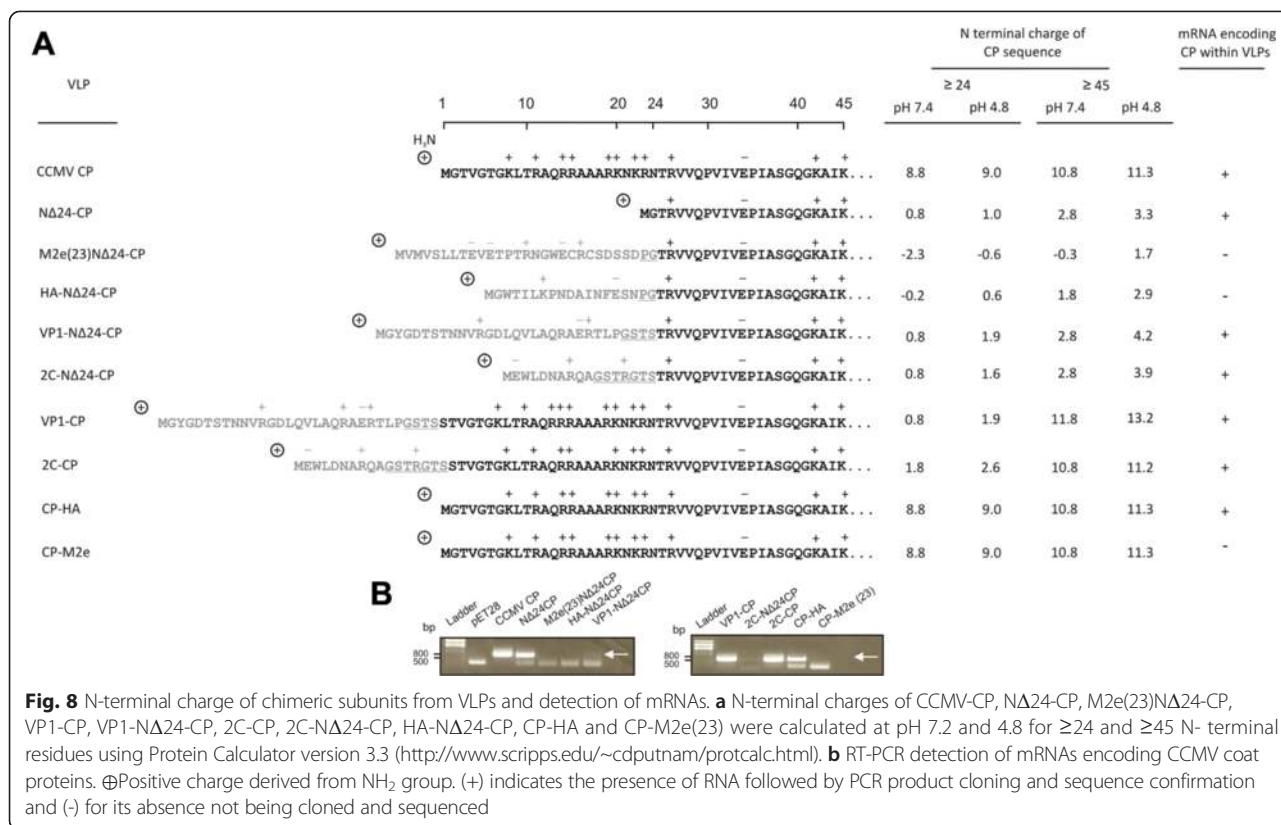 A
N terminal charge of CP sequence
mRNA encoding CP within VLPs
VLP
≥ 24
≥ 45
pH 7.4 pH 4.8 pH 7.4 pH 4.8
1 10 20 24 30 40 45
H₃N
⊕ + + ++ ++ ++ + − + +
CCMV CP MGTVGTGKLTRAQRRAAARKNKRNTRVVQPVIVEPIASGQGKAIK... 8.8 9.0 10.8 11.3 +
⊕ + − + +
NΔ24-CP MGTRVVQPVIVEPIASGQGKAIK... 0.8 1.0 2.8 3.3 +
⊕ − − + − + + − + +
M2e(23)NΔ24-CP MVMVSLLTEVETPTRNGWECRCSDSSDPGTRVVQPVIVEPIASGQGKAIK... -2.3 -0.6 -0.3 1.7 -
⊕ + − + − + +
HA-NΔ24-CP MGWTILKPNDAINFESNPGTRVVQPVIVEPIASGQGKAIK... -0.2 0.6 1.8 2.9 -
⊕ + −+ + − + +
VP1-NΔ24-CP MGYGDTSTNNVRGDLQVLAQRAERTLPGSTSTRVVQPVIVEPIASGQGKAIK... 0.8 1.9 2.8 4.2 +
⊕ − + + + − + +
2C-NΔ24-CP MEWLDNARQAGSTRGTSTRVVQPVIVEPIASGQGKAIK... 0.8 1.6 2.8 3.9 +
⊕ + + −+ + + +++ ++ ++ + − + +
VP1-CP MGYGDTSTNNVRGDLQVLAQRAERTLPGSTSSTVGTGKLTRAQRRAAARKNKRNTRVVQPVIVEPIASGQGKAIK... 0.8 1.9 11.8 13.2 +
⊕ − + + + + ++ ++ ++ + − + +
2C-CP MEWLDNARQAGSTRGTSSTVGTGKLTRAQRRAAARKNKRNTRVVQPVIVEPIASGQGKAIK... 1.8 2.6 10.8 11.2 +
⊕ + + ++ ++ ++ + − + +
CP-HA MGTVGTGKLTRAQRRAAARKNKRNTRVVQPVIVEPIASGQGKAIK... 8.8 9.0 10.8 11.3 +
⊕ + + ++ ++ ++ + − + +
CP-M2e MGTVGTGKLTRAQRRAAARKNKRNTRVVQPVIVEPIASGQGKAIK... 8.8 9.0 10.8 11.3 -
B
Ladder pET28 CCMV CP NΔ24CP M2e(23)NΔ24CP HA-NΔ24CP VP1-NΔ24CP
bp
800
500
Ladder VP1-CP 2C-NΔ24CP 2C-CP CP-HA CP-M2e (23)
bp
800
500
Fig. 8 N-terminal charge of chimeric subunits from VLPs and detection of mRNAs. a N-terminal charges of CCMV-CP, NΔ24-CP, M2e(23)NΔ24-CP,
VP1-CP, VP1-NΔ24-CP, 2C-CP, 2C-NΔ24-CP, HA-NΔ24-CP, CP-HA and CP-M2e(23) were calculated at pH 7.2 and 4.8 for ≥24 and ≥45 N- terminal
residues using Protein Calculator version 3.3 (http://www.scripps.edu/~cdputnam/protcalc.html). b RT-PCR detection of mRNAs encoding CCMV coat
proteins. ⊕Positive charge derived from NH₂ group. (+) indicates the presence of RNA followed by PCR product cloning and sequence confirmation
and (-) for its absence not being cloned and sequenced